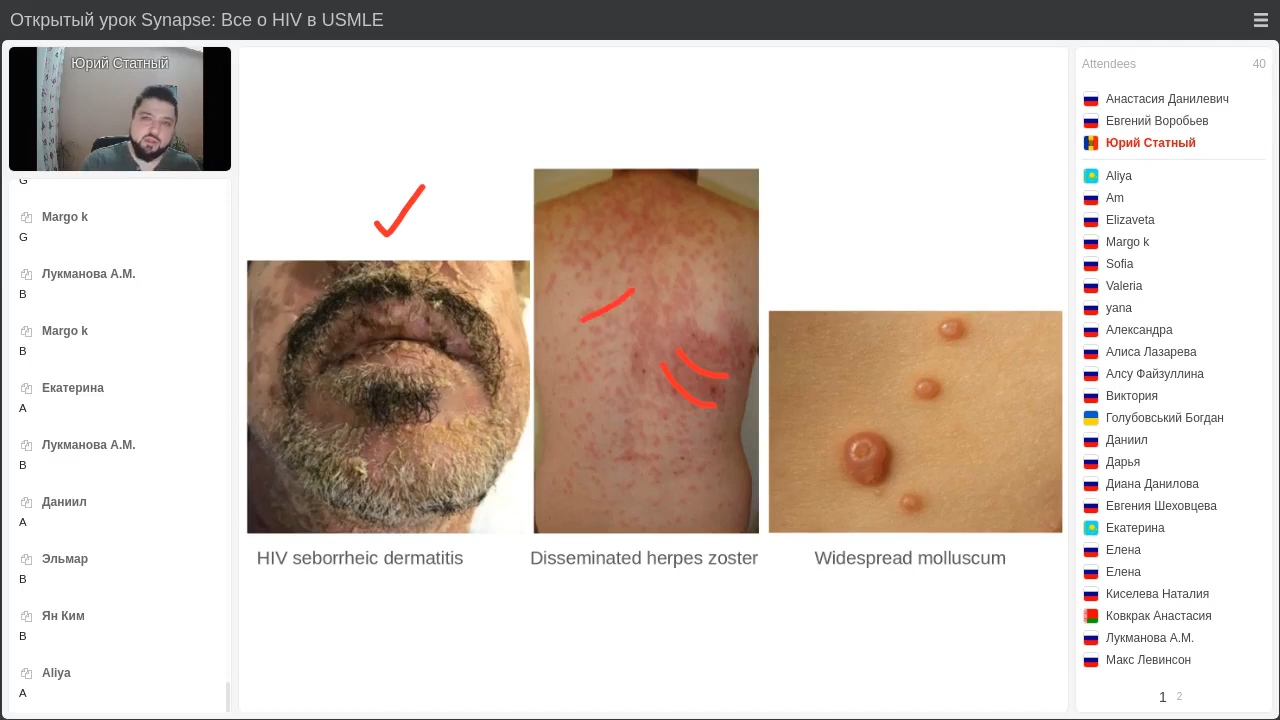 Открытый урок Synapse: Все о HIV в USMLE
Юрий Статный
G
Margo k
G
Лукманова А.М.
B
Margo k
B
Екатерина
A
Лукманова А.М.
B
Даниил
A
Эльмар
B
Ян Ким
B
Aliya
A
HIV seborrheic dermatitis
Disseminated herpes zoster
Widespread molluscum
Attendees 40
Анастасия Данилевич
Евгений Воробьев
Юрий Статный
Aliya
Am
Elizaveta
Margo k
Sofia
Valeria
yana
Александра
Алиса Лазарева
Алсу Файзуллина
Виктория
Голубовський Богдан
Даниил
Дарья
Диана Данилова
Евгения Шеховцева
Екатерина
Елена
Елена
Киселева Наталия
Ковкрак Анастасия
Лукманова А.М.
Макс Левинсон
1 2